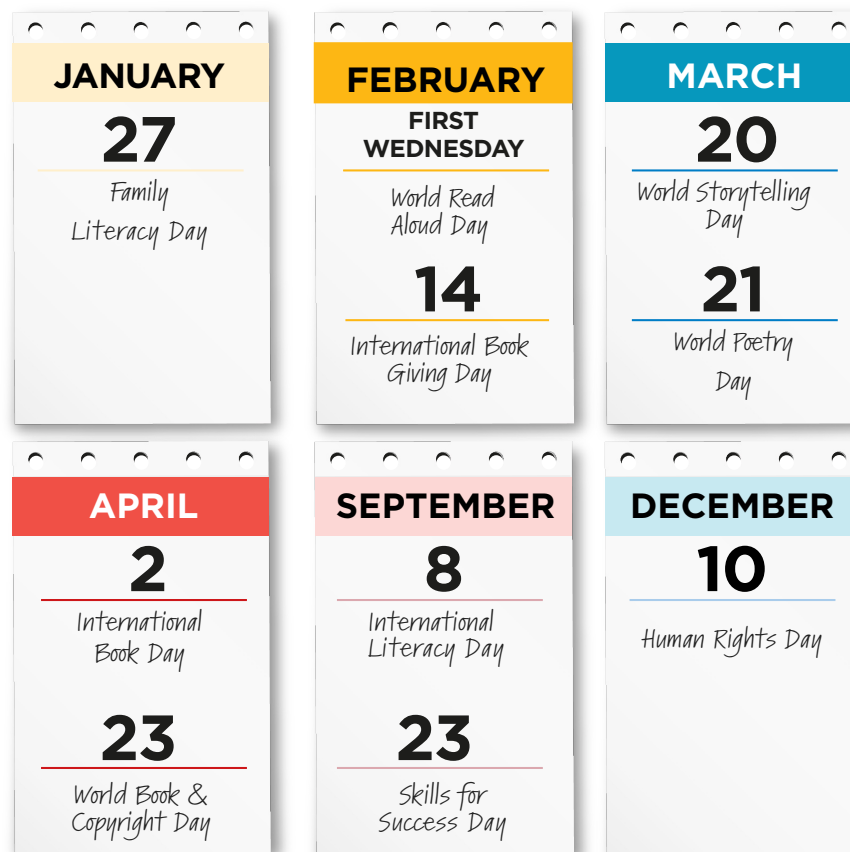 JANUARY
27
Family
Literacy Day
FEBRUARY
FIRST
WEDNESDAY
World Read
Aloud Day
14
International Book
Giving Day
MARCH
20
World Storytelling
Day
21
World Poetry
Day
APRIL
2
International
Book Day
23
World Book &
Copyright Day
SEPTEMBER
8
International
Literacy Day
23
Skills for
Success Day
DECEMBER
10
Human Rights Day